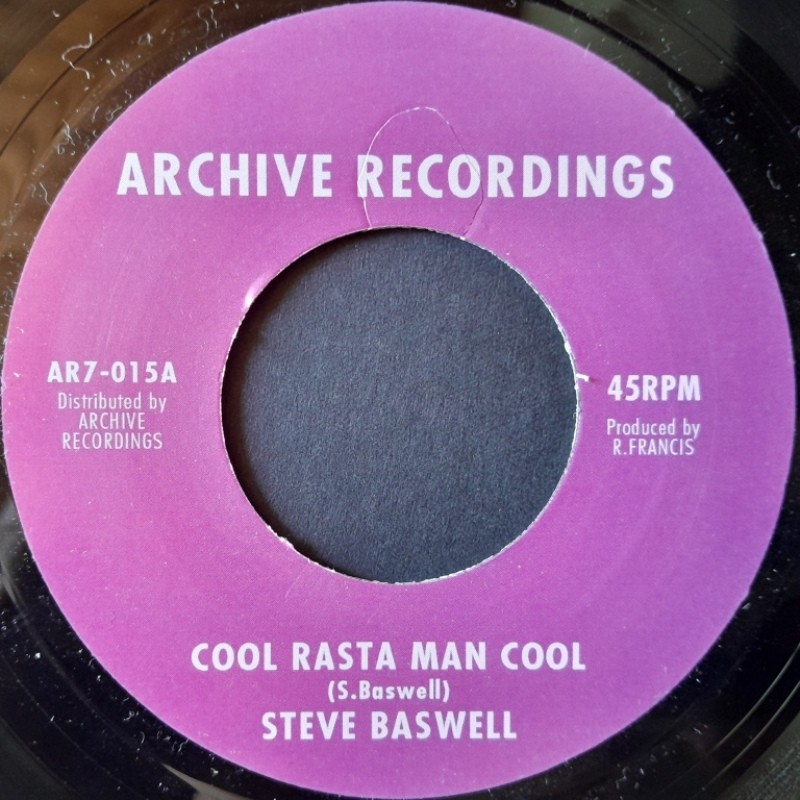 ARCHIVE RECORDINGS
AR7-015A
Distributed by
ARCHIVE
RECORDINGS
45RPM
Produced by
R.FRANCIS
COOL RASTA MAN COOL
(S.Baswell)
STEVE BASWELL